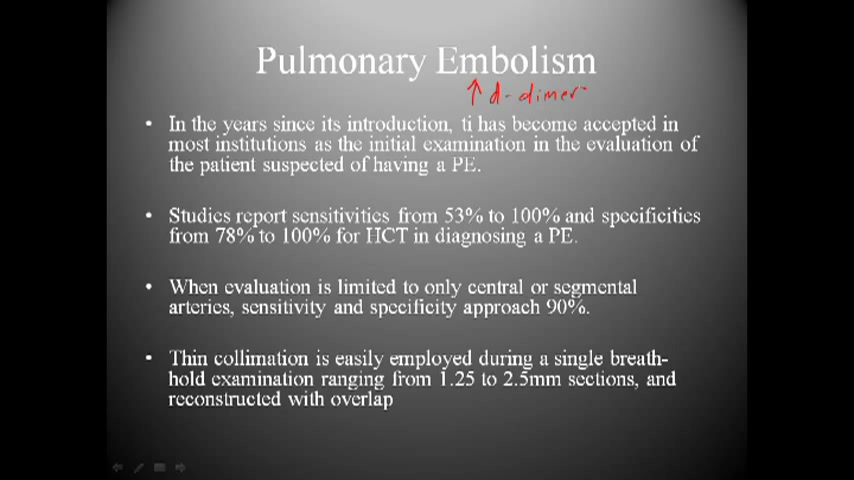 Pulmonary Embolism
↑ d-dimer
• In the years since its introduction, ti has become accepted in
most institutions as the initial examination in the evaluation of
the patient suspected of having a PE.
• Studies report sensitivities from 53% to 100% and specificities
from 78% to 100% for HCT in diagnosing a PE.
• When evaluation is limited to only central or segmental
arteries, sensitivity and specificity approach 90%.
• Thin collimation is easily employed during a single breath-
hold examination ranging from 1.25 to 2.5mm sections, and
reconstructed with overlap